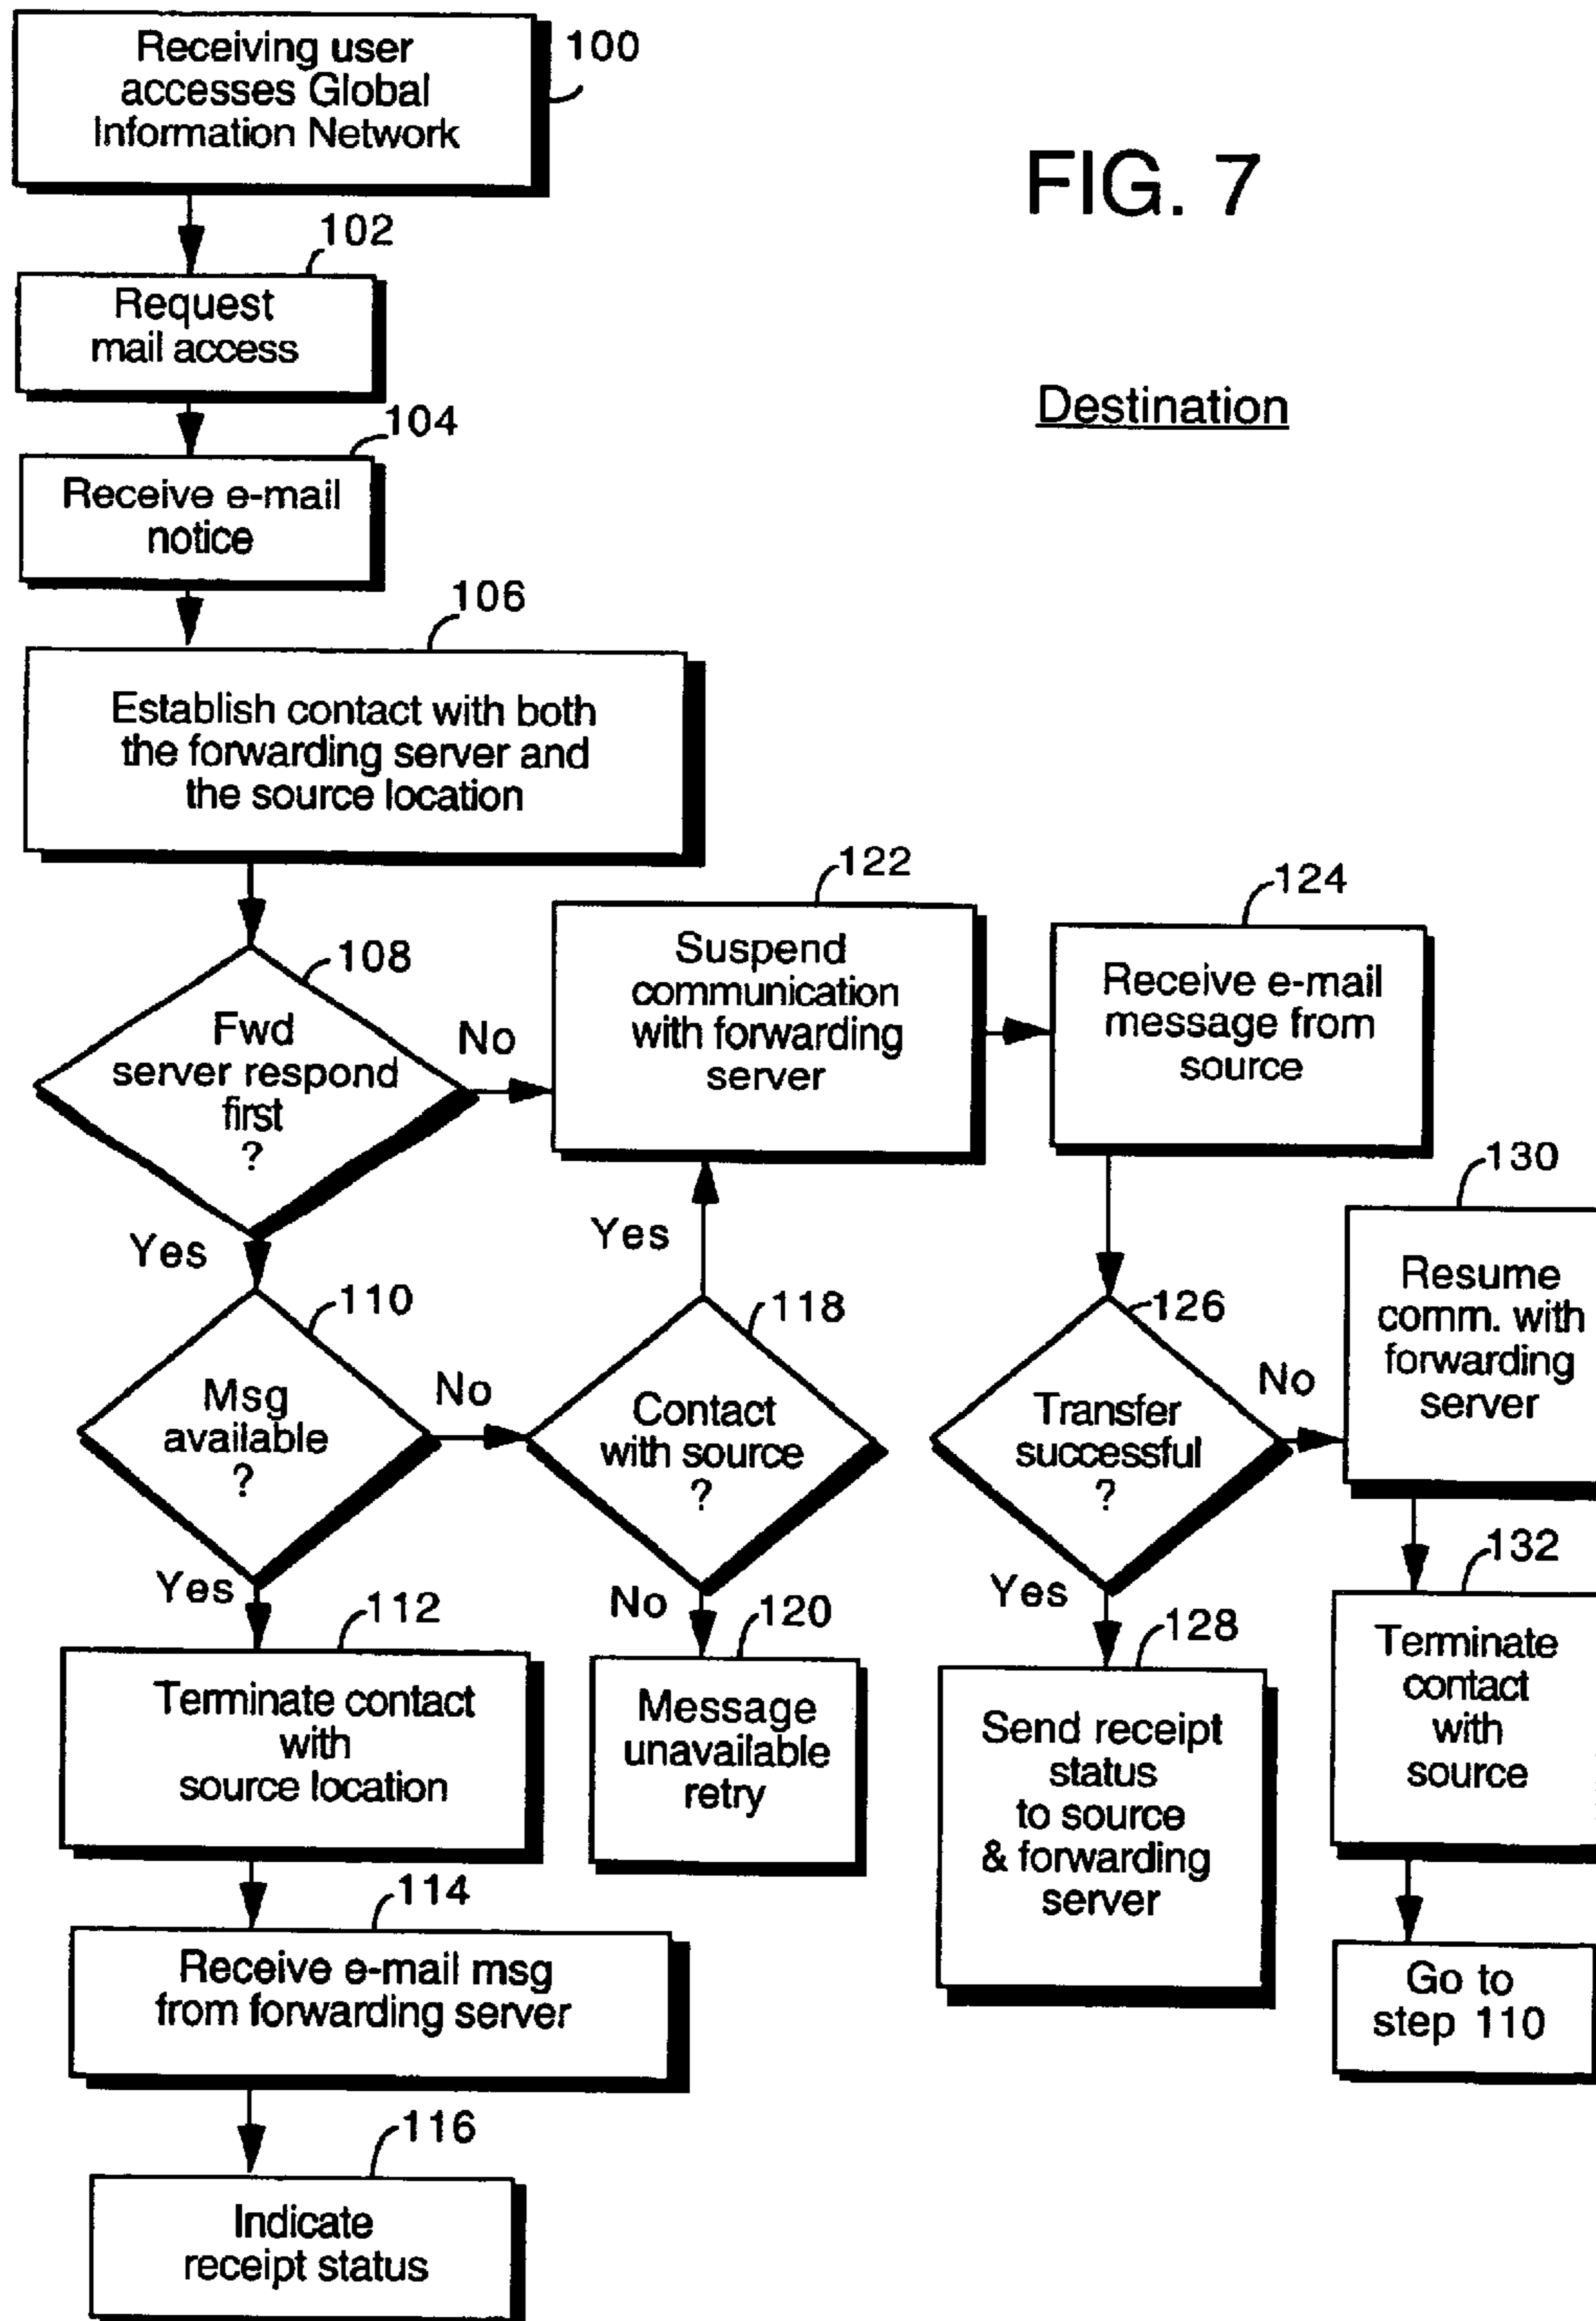 Receiving user
accesses Global
Information Network
100
FIG. 7
102
Request
mail access
Destination
104
Receive e-mail
notice
106
Establish contact with both
the forwarding server and
the source location
108
Fwd
server respond
first
?
No
Yes
122
Suspend
communication
with forwarding
server
124
Receive e-mail
message from
source
110
Msg
available
?
No
Yes
118
Contact
with source
?
Yes
No
126
Transfer
successful
?
No
Yes
130
Resume
comm. with
forwarding
server
112
Terminate contact
with
source location
120
Message
unavailable
retry
128
Send receipt
status
to source
& forwarding
server
132
Terminate
contact
with
source
114
Receive e-mail msg
from forwarding server
Go to
step 110
116
Indicate
receipt status